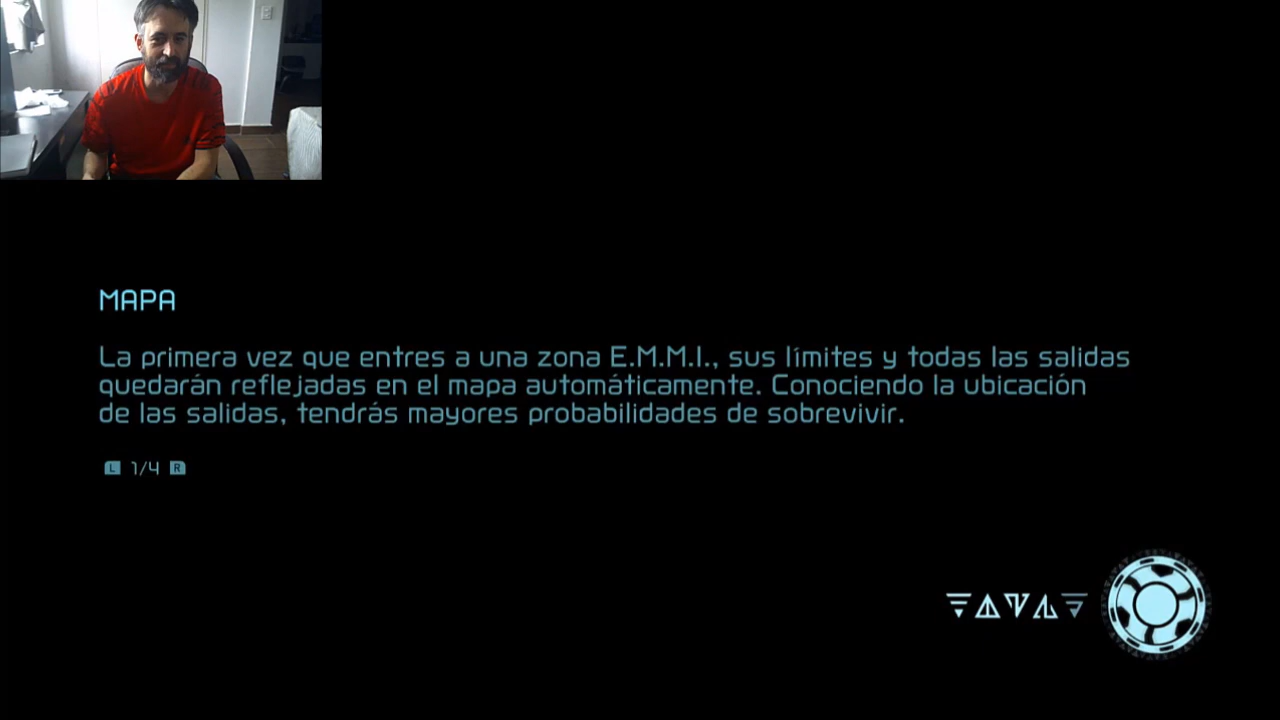 MAPA
La primera vez que entres a una zona E.M.M.I., sus límites y todas las salidas
quedarán reflejadas en el mapa automáticamente. Conociendo la ubicación
de las salidas, tendrás mayores probabilidades de sobrevivir.
L 1/4 R